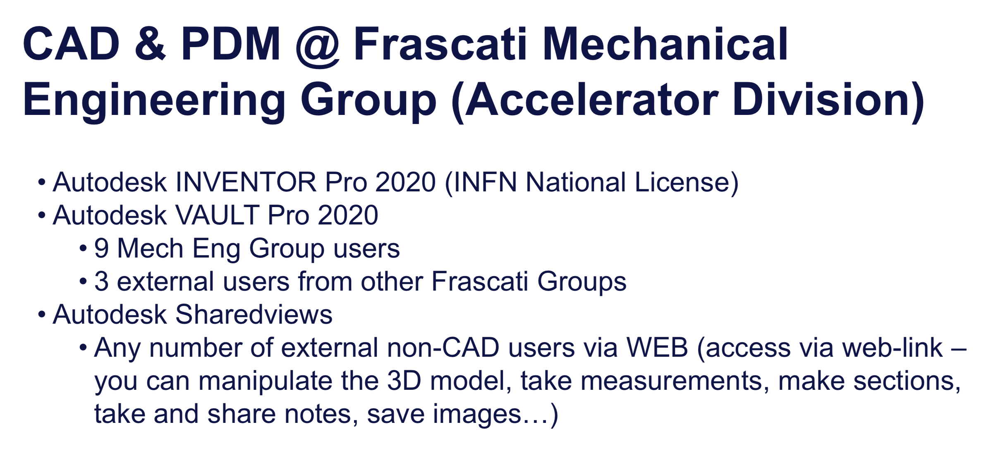 CAD & PDM @ Frascati Mechanical
Engineering Group (Accelerator Division)
• Autodesk INVENTOR Pro 2020 (INFN National License)
• Autodesk VAULT Pro 2020
• 9 Mech Eng Group users
• 3 external users from other Frascati Groups
• Autodesk Sharedviews
• Any number of external non-CAD users via WEB (access via web-link –
you can manipulate the 3D model, take measurements, make sections,
take and share notes, save images…)